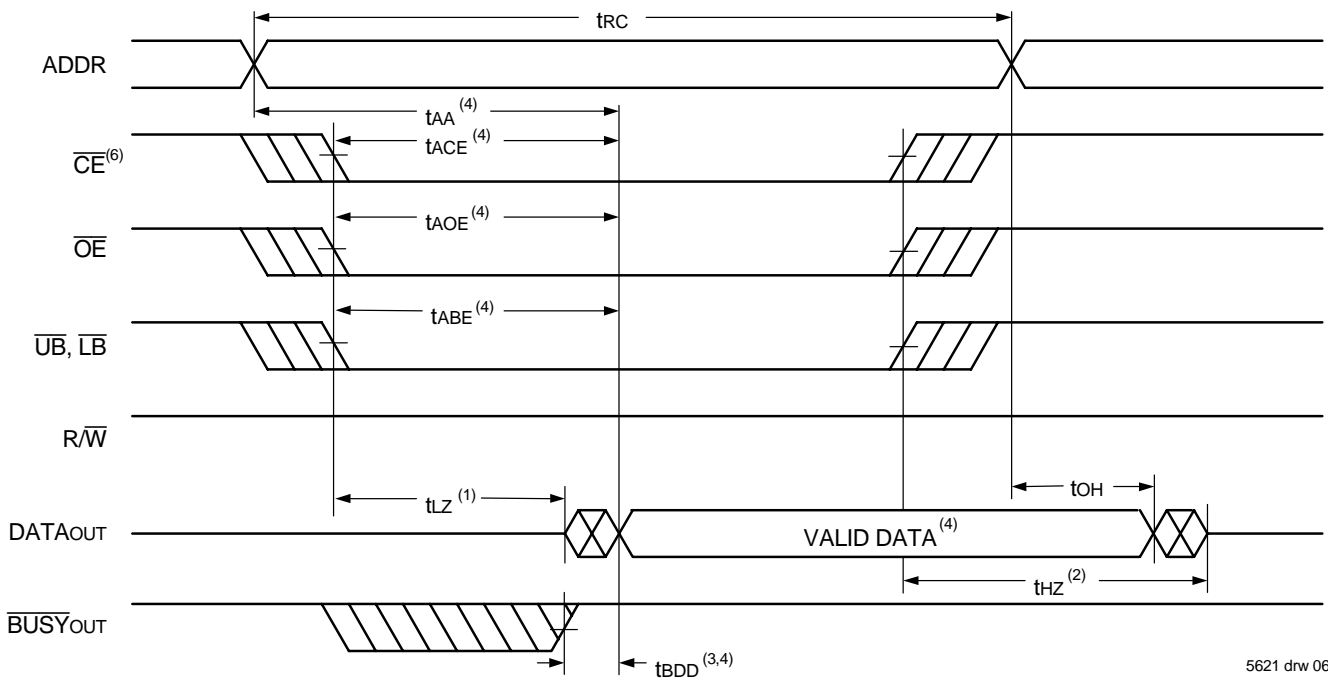 tRC
ADDR
tAA (4)
CE(6)
tACE (4)
OE
tAOE (4)
UB, LB
tABE (4)
R/W
tLZ (1)
tOH
DATAOUT
VALID DATA(4)
tHZ (2)
BUSYOUT
tBDD (3,4)
5621 drw 06